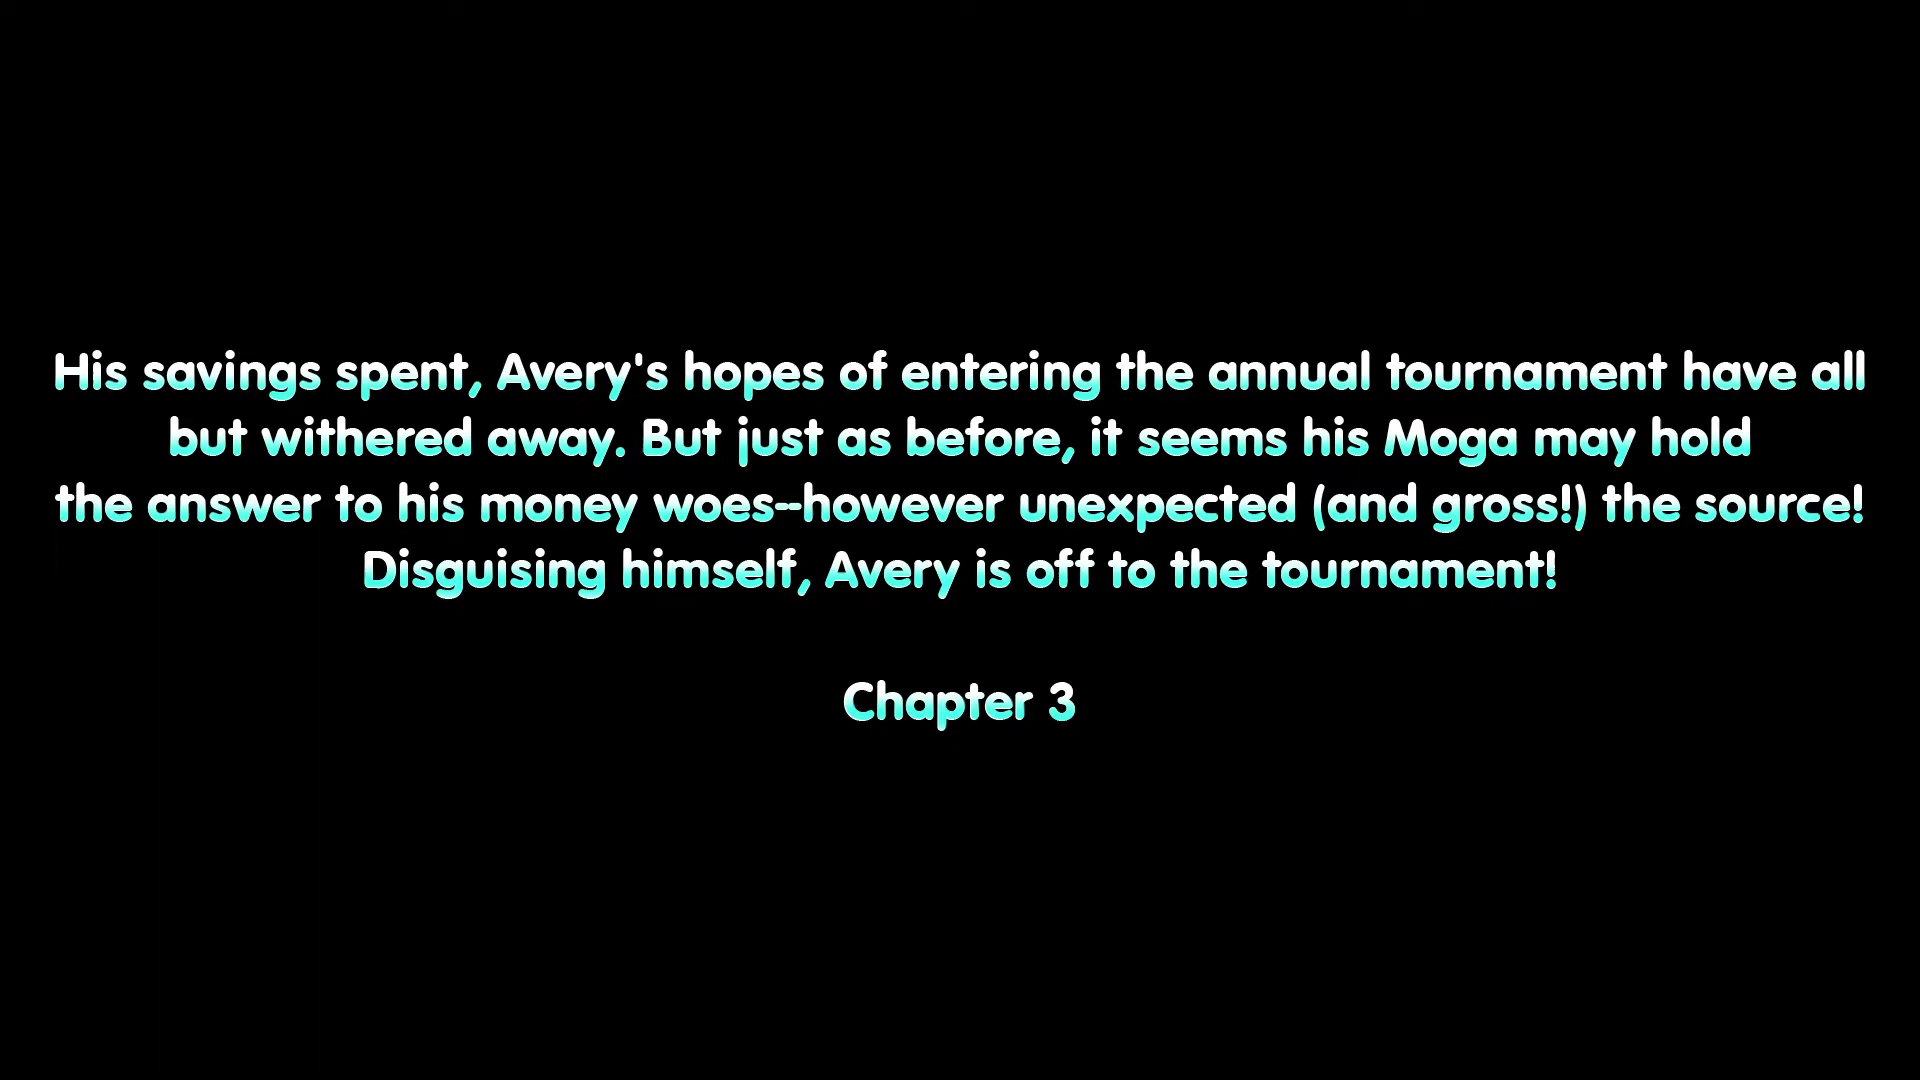 His savings spent, Avery's hopes of entering the annual tournament have all
but withered away. But just as before, it seems his Moga may hold
the answer to his money woes--however unexpected (and gross!) the source!
Disguising himself, Avery is off to the tournament!
Chapter 3